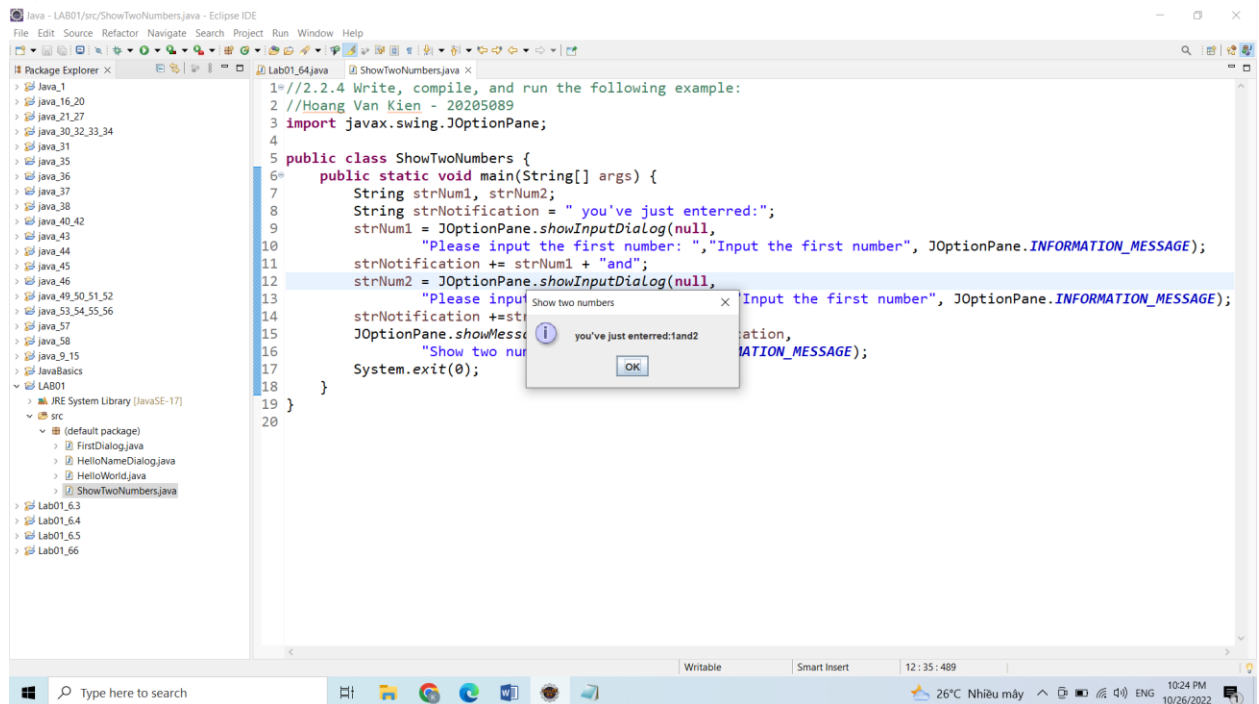 Java - LAB01/src/ShowTwoNumbers.java - Eclipse IDE
File Edit Source Refactor Navigate Search Project Run Window Help
Package Explorer
Java_1
java_16_20
java_21_27
java_30_32_33_34
java_31
java_35
java_36
java_37
java_38
java_40_42
java_43
java_44
java_45
java_46
java_49_50_51_52
java_53_54_55_56
java_57
java_58
java_9_15
JavaBasics
LAB01
JRE System Library [JavaSE-17]
src
(default package)
FirstDialog.java
HelloNameDialog.java
HelloWorld.java
ShowTwoNumbers.java
Lab01_6.3
Lab01_6.4
Lab01_6.5
Lab01_66
Lab01_64.java ShowTwoNumbers.java
1 //2.2.4 Write, compile, and run the following example:
2 //Hoang Van Kien - 20205089
3 import javax.swing.JOptionPane;
4
5 public class ShowTwoNumbers {
6 public static void main(String[] args) {
7 String strNum1, strNum2;
8 String strNotification = " you've just enterred:";
9 strNum1 = JOptionPane.showInputDialog(null,
10 "Please input the first number: ","Input the first number", JOptionPane.INFORMATION_MESSAGE);
11 strNotification += strNum1 + "and";
12 strNum2 = JOptionPane.showInputDialog(null,
13 "Please input "Input the first number", JOptionPane.INFORMATION_MESSAGE);
14 strNotification +=str
15 JOptionPane.showMess ation,
16 "Show two nu MATION_MESSAGE);
17 System.exit(0);
18 }
19 }
20
Show two numbers
you've just enterred:1and2
OK
Writable Smart Insert 12 : 35 : 489
Type here to search
26°C Nhiều mây ENG 10:24 PM
10/26/2022